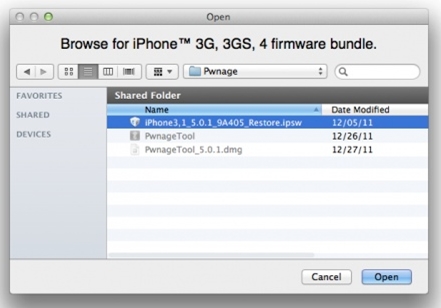 Open
Browse for iPhone™ 3G, 3GS, 4 firmware bundle.
Pwnage
FAVORITES
SHARED
DEVICES
Shared Folder
Name Date Modified
iPhone3,1_5.0.1_9A405_Restore.ipsw 12/05/11
PwnageTool 12/26/11
PwnageTool_5.0.1.dmg 12/27/11
Cancel Open